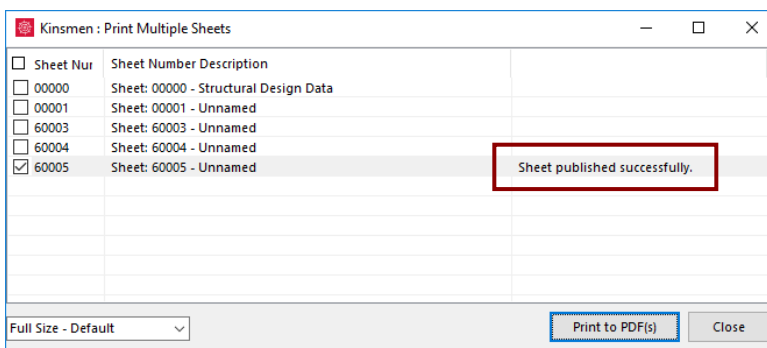 Kinsmen : Print Multiple Sheets
Sheet Nur Sheet Number Description
00000 Sheet: 00000 - Structural Design Data
00001 Sheet: 00001 - Unnamed
60003 Sheet: 60003 - Unnamed
60004 Sheet: 60004 - Unnamed
60005 Sheet: 60005 - Unnamed Sheet published successfully.
Full Size - Default Print to PDF(s) Close